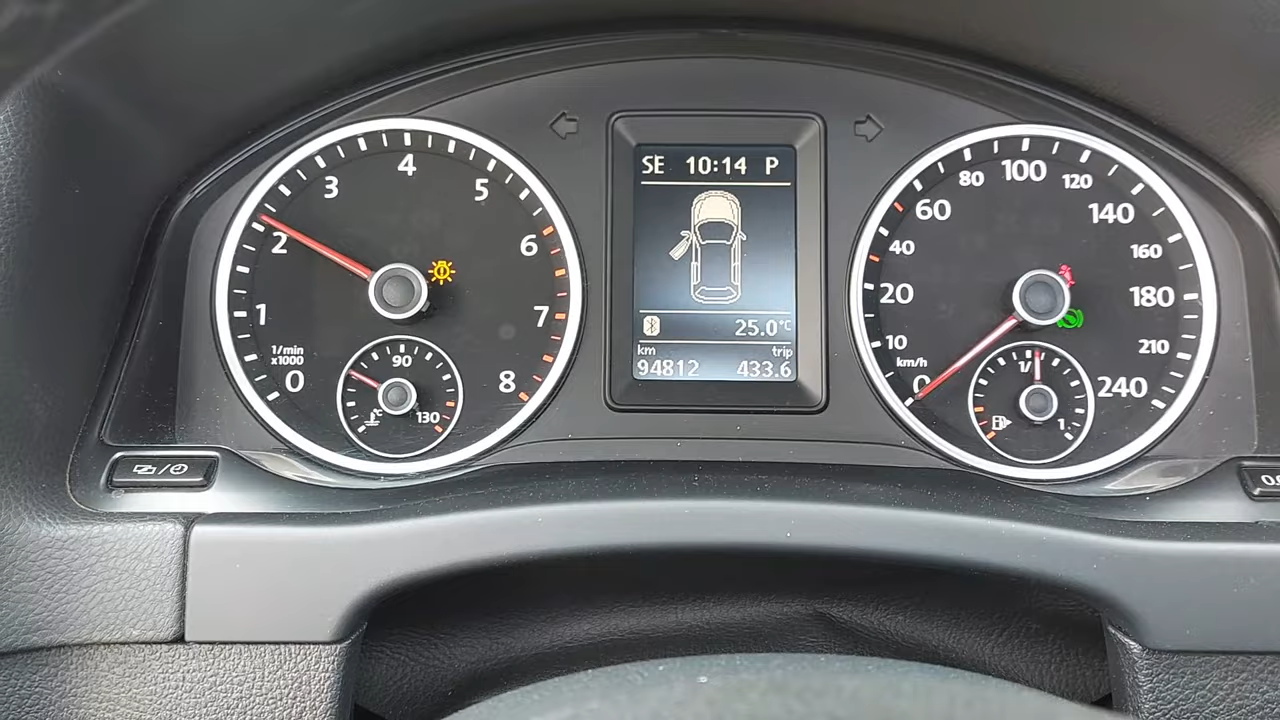 SE 10:14 P
25.0°C
km trip
94812 433.6
0 1 2 3 4 5 6 7 8
1/min
x1000
90
130
°C
0 10 20 40 60 80 100 120 140 160 180 210 240
km/h
1/
1